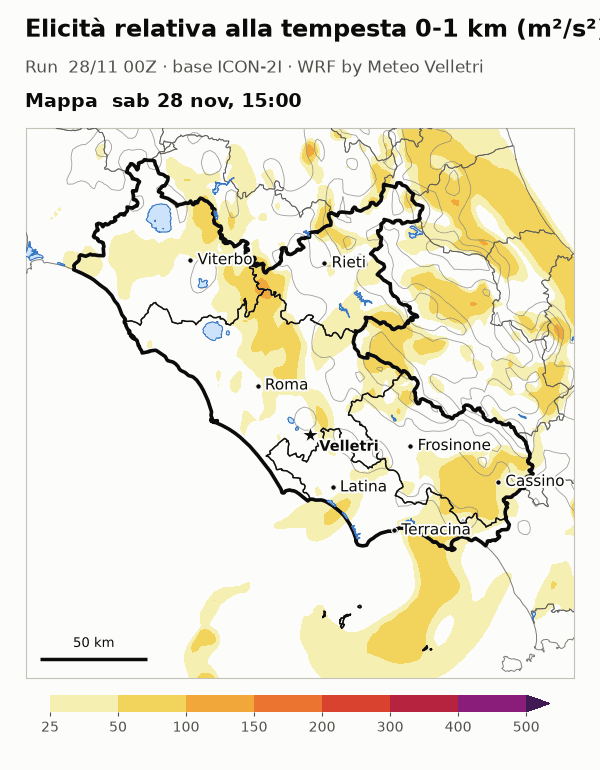 Elicità relativa alla tempesta 0-1 km (m²/s²)
Run  28/11 00Z · base ICON-2I · WRF by Meteo Velletri
Mappa  sab 28 nov, 15:00
Viterbo
Rieti
Roma
Velletri
Frosinone
Cassino
Latina
Terracina
50 km
25 50 100 150 200 300 400 500